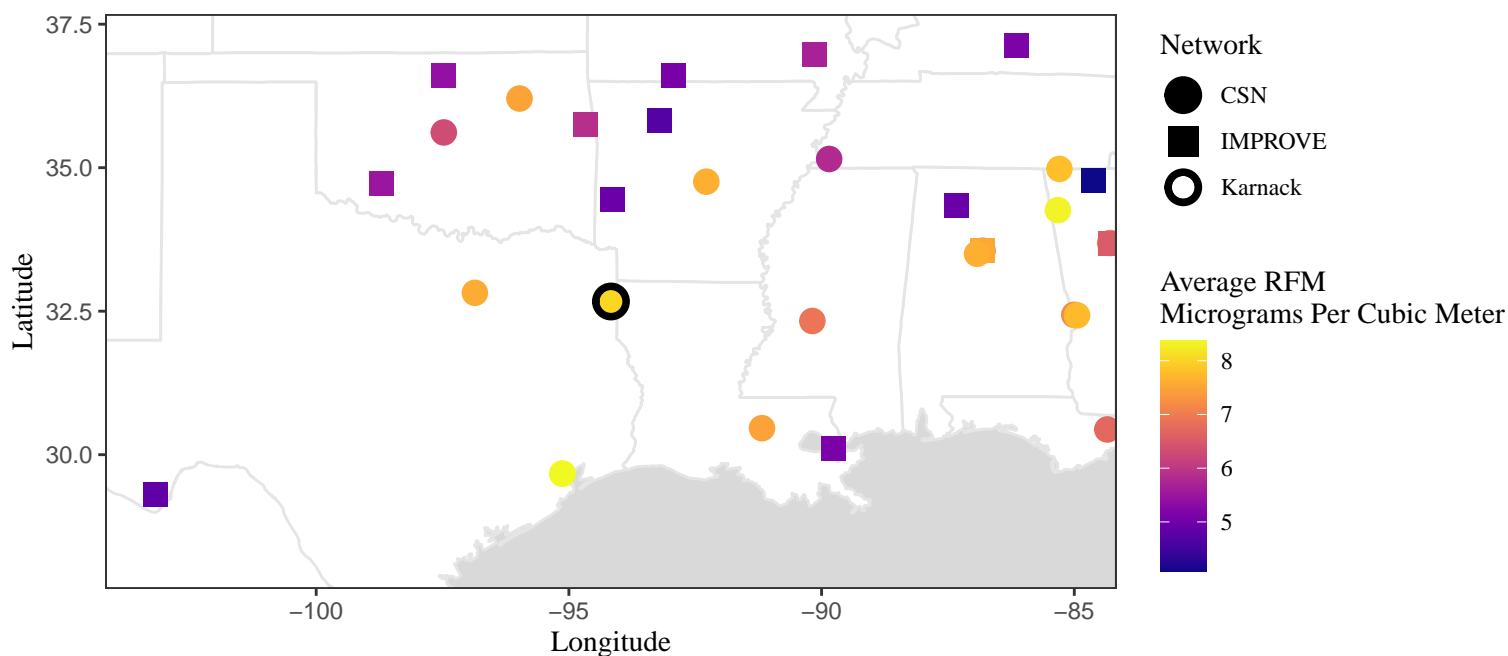 37.5
35.0
32.5
30.0
Latitude
−100
−95
−90
−85
Longitude
Network
CSN
IMPROVE
Karnack
Average RFM
Micrograms Per Cubic Meter
8
7
6
5